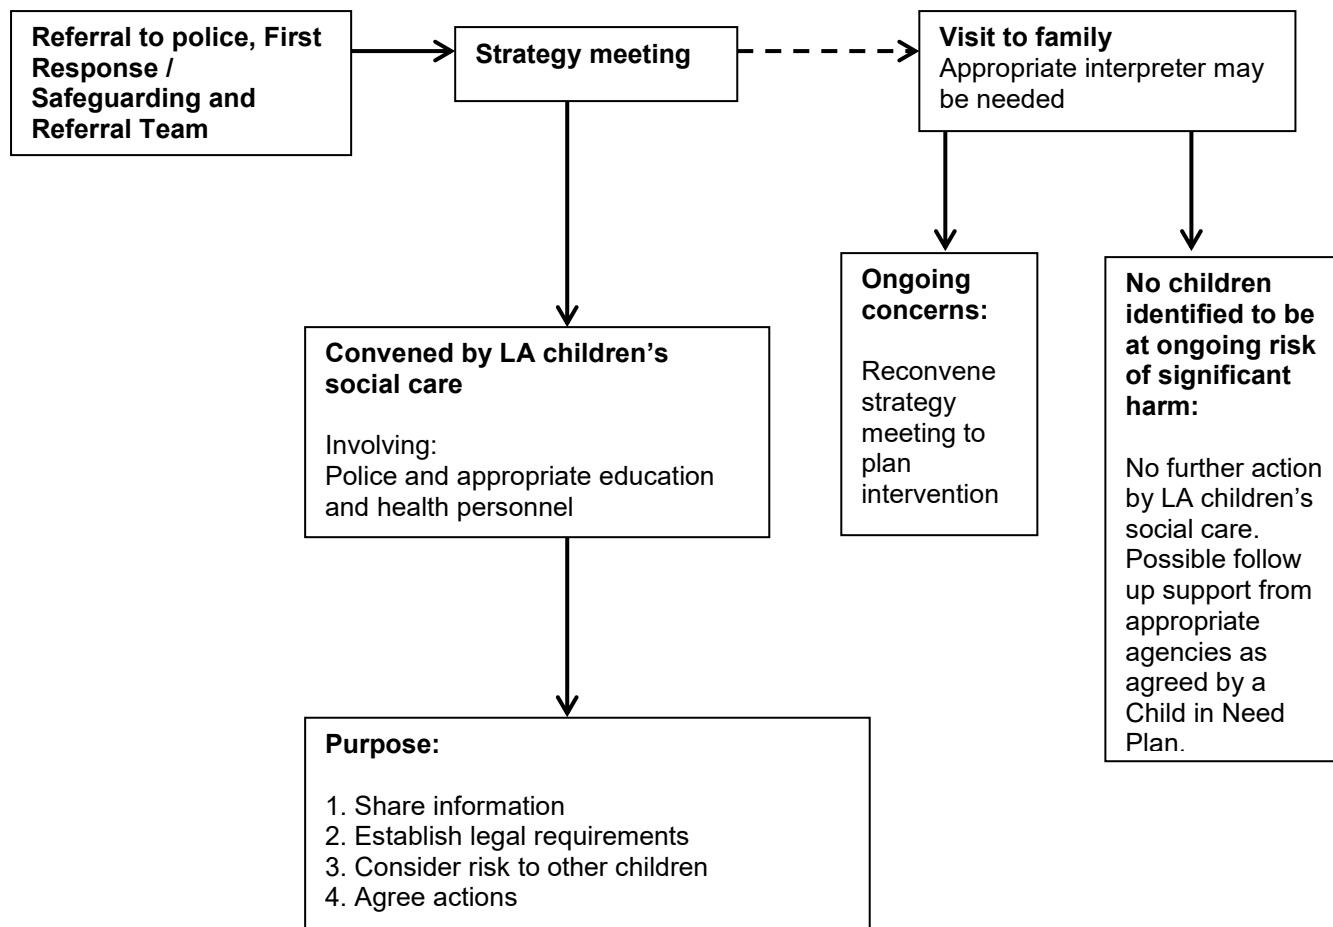 Referral to police, First
Response /
Safeguarding and
Referral Team
Strategy meeting
Visit to family
Appropriate interpreter may
be needed
Convened by LA children’s
social care
Involving:
Police and appropriate education
and health personnel
Purpose:
1. Share information
2. Establish legal requirements
3. Consider risk to other children
4. Agree actions
Ongoing
concerns:
Reconvene
strategy
meeting to
plan
intervention
No children
identified to be
at ongoing risk
of significant
harm:
No further action
by LA children’s
social care.
Possible follow
up support from
appropriate
agencies as
agreed by a
Child in Need
Plan.